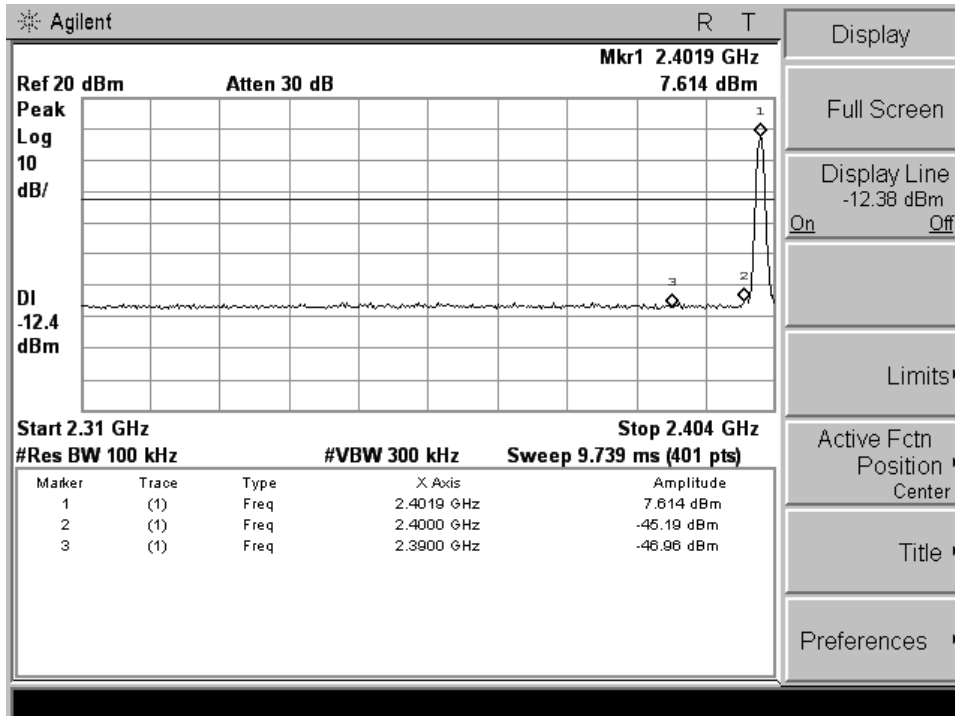 Agilent R T
Mkr1 2.4019 GHz
Ref 20 dBm Atten 30 dB 7.614 dBm
Peak
Log
10
dB/
1
3
2
DI
-12.4
dBm
Start 2.31 GHz Stop 2.404 GHz
#Res BW 100 kHz #VBW 300 kHz Sweep 9.739 ms (401 pts)
Marker Trace Type X Axis Amplitude
1 (1) Freq 2.4019 GHz 7.614 dBm
2 (1) Freq 2.4000 GHz -45.19 dBm
3 (1) Freq 2.3900 GHz -46.96 dBm
Display
Full Screen
Display Line
-12.38 dBm
On Off
Limits
Active Fctn
Position
Center
Title
Preferences